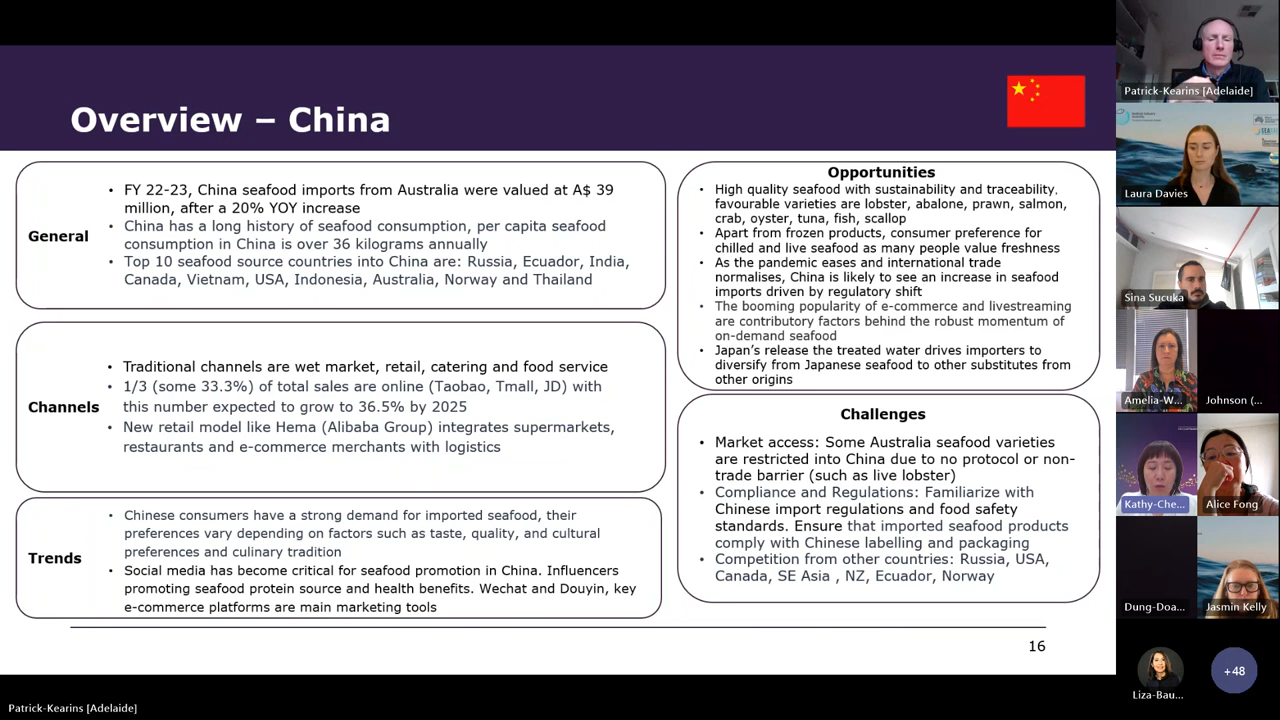 Overview – China
General
• FY 22-23, China seafood imports from Australia were valued at A$ 39
million, after a 20% YOY increase
• China has a long history of seafood consumption, per capita seafood
consumption in China is over 36 kilograms annually
• Top 10 seafood source countries into China are: Russia, Ecuador, India,
Canada, Vietnam, USA, Indonesia, Australia, Norway and Thailand
Channels
• Traditional channels are wet market, retail, catering and food service
• 1/3 (some 33.3%) of total sales are online (Taobao, Tmall, JD) with
this number expected to grow to 36.5% by 2025
• New retail model like Hema (Alibaba Group) integrates supermarkets,
restaurants and e-commerce merchants with logistics
Trends
• Chinese consumers have a strong demand for imported seafood, their
preferences vary depending on factors such as taste, quality, and cultural
preferences and culinary tradition
• Social media has become critical for seafood promotion in China. Influencers
promoting seafood protein source and health benefits. Wechat and Douyin, key
e-commerce platforms are main marketing tools
Opportunities
• High quality seafood with sustainability and traceability,
favourable varieties are lobster, abalone, prawn, salmon,
crab, oyster, tuna, fish, scallop
• Apart from frozen products, consumer preference for
chilled and live seafood as many people value freshness
• As the pandemic eases and international trade
normalises, China is likely to see an increase in seafood
imports driven by regulatory shift
• The booming popularity of e-commerce and livestreaming
are contributory factors behind the robust momentum of
on-demand seafood
• Japan's release the treated water drives importers to
diversify from Japanese seafood to other substitutes from
other origins
Challenges
• Market access: Some Australia seafood varieties
are restricted into China due to no protocol or non-
trade barrier (such as live lobster)
• Compliance and Regulations: Familiarize with
Chinese import regulations and food safety
standards. Ensure that imported seafood products
comply with Chinese labelling and packaging
• Competition from other countries: Russia, USA,
Canada, SE Asia , NZ, Ecuador, Norway
16
Patrick-Kearins [Adelaide]
Laura Davies
Sina Sucuka
Amelia-W...
Johnson (...
Kathy-Che...
Alice Fong
Dung-Doa...
Jasmin Kelly
Liza-Bau...
+48
Patrick-Kearins [Adelaide]